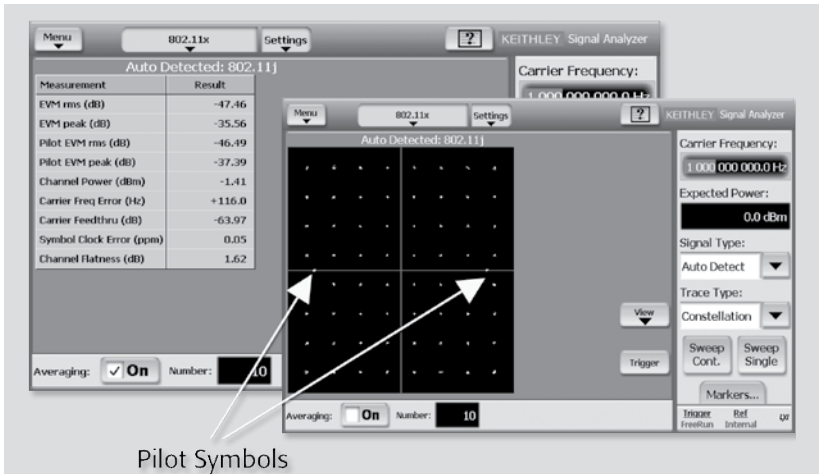 Menu
802.11x
Settings
?
KEITHLEY Signal Analyzer
Auto Detected: 802.11j
Carrier Frequency:
1 000 000 000.0 Hz
Measurement Result
EVM rms (dB) -47.46
EVM peak (dB) -35.56
Pilot EVM rms (dB) -46.49
Pilot EVM peak (dB) -37.39
Channel Power (dBm) -1.41
Carrier Freq Error (Hz) +116.0
Carrier Feedthru (dB) -63.97
Symbol Clock Error (ppm) 0.05
Channel Flatness (dB) 1.62
Averaging: On Number: 10
Menu
802.11x
Settings
?
KEITHLEY Signal Analyzer
Auto Detected: 802.11j
Carrier Frequency:
1 000 000 000.0 Hz
Expected Power:
0.0 dBm
Signal Type:
Auto Detect
Trace Type:
Constellation
View
Trigger
Sweep Cont.
Sweep Single
Markers...
Trigger Ref
FreeRun Internal
Averaging: On Number: 10
Pilot Symbols